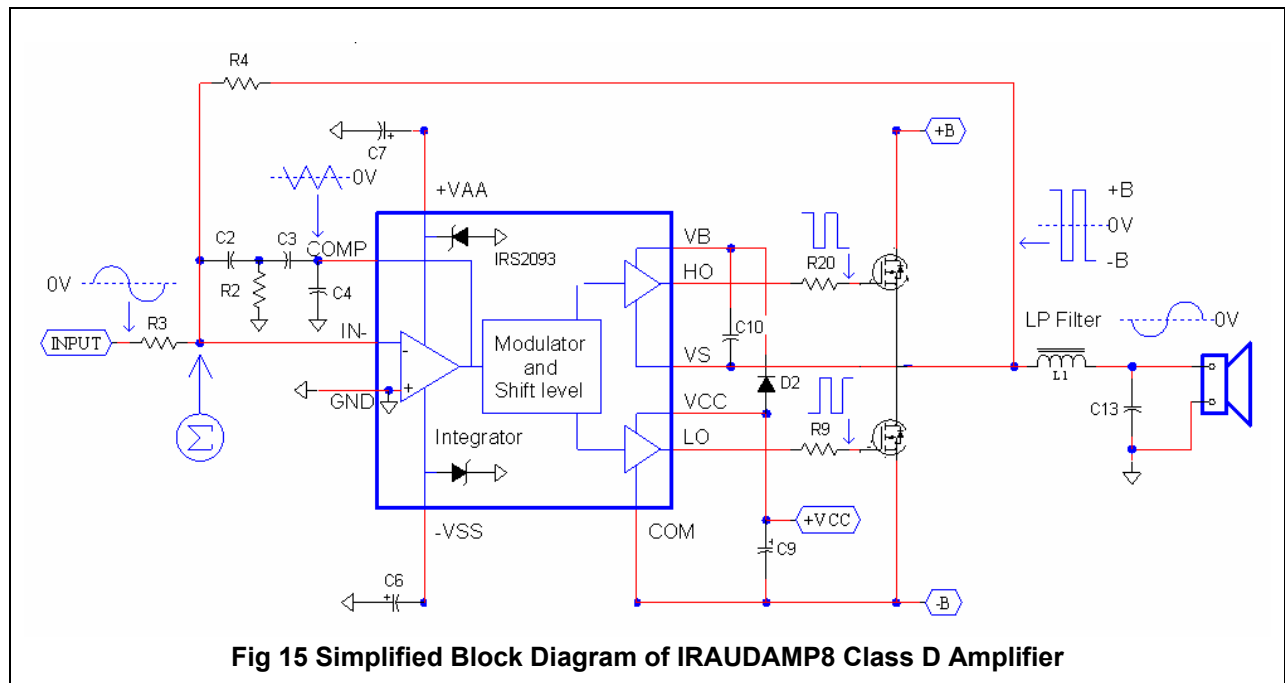 R4
+B
C7
0V
+VAA
+B
0V
-B
C2
C3
COMP
IRS2093
VB
HO
R20
0V
R2
C4
LP Filter
0V
C10
INPUT
R3
IN-
-
Modulator
and
Shift level
VS
L1
D2
+
GND
VCC
C13
Σ
Integrator
LO
R9
-VSS
COM
+VCC
+
C9
C6
+
-B
Fig 15 Simplified Block Diagram of IRAUDAMP8 Class D Amplifier